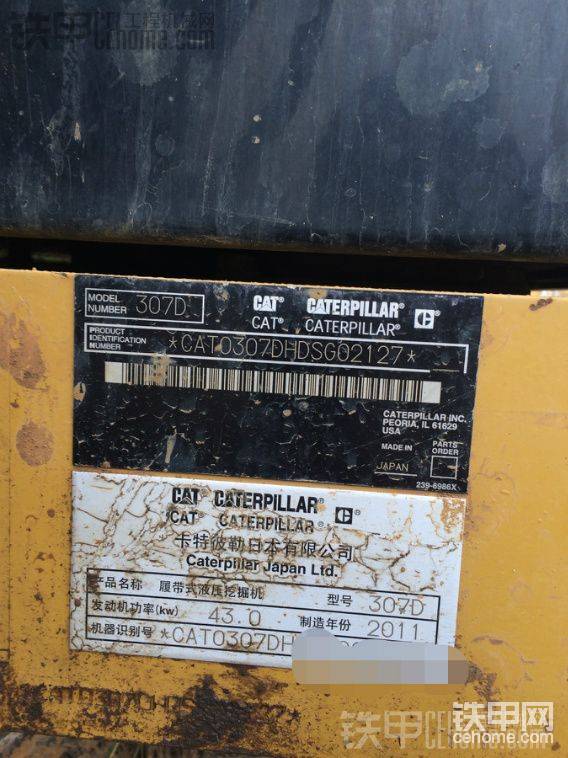 铁甲 工程机械网
cehome.com
MODEL NUMBER 307D
CAT® CATERPILLAR® C®
CAT® CATERPILLAR®
PRODUCT IDENTIFICATION NUMBER *CAT0307DHDSG02127*
CATERPILLAR INC.
PEORIA, IL 61629
USA
MADE IN JAPAN
PARTS ORDER
239-6986X
CAT® CATERPILLAR®
CAT® CATERPILLAR® C®
卡特彼勒日本有限公司
Caterpillar Japan Ltd.
产品名称 履带式液压挖掘机 型号 307D
发动机功率(kw) 43.0 制造年份 2011
机器识别号 *CAT0307DH
铁甲网
cehome.com